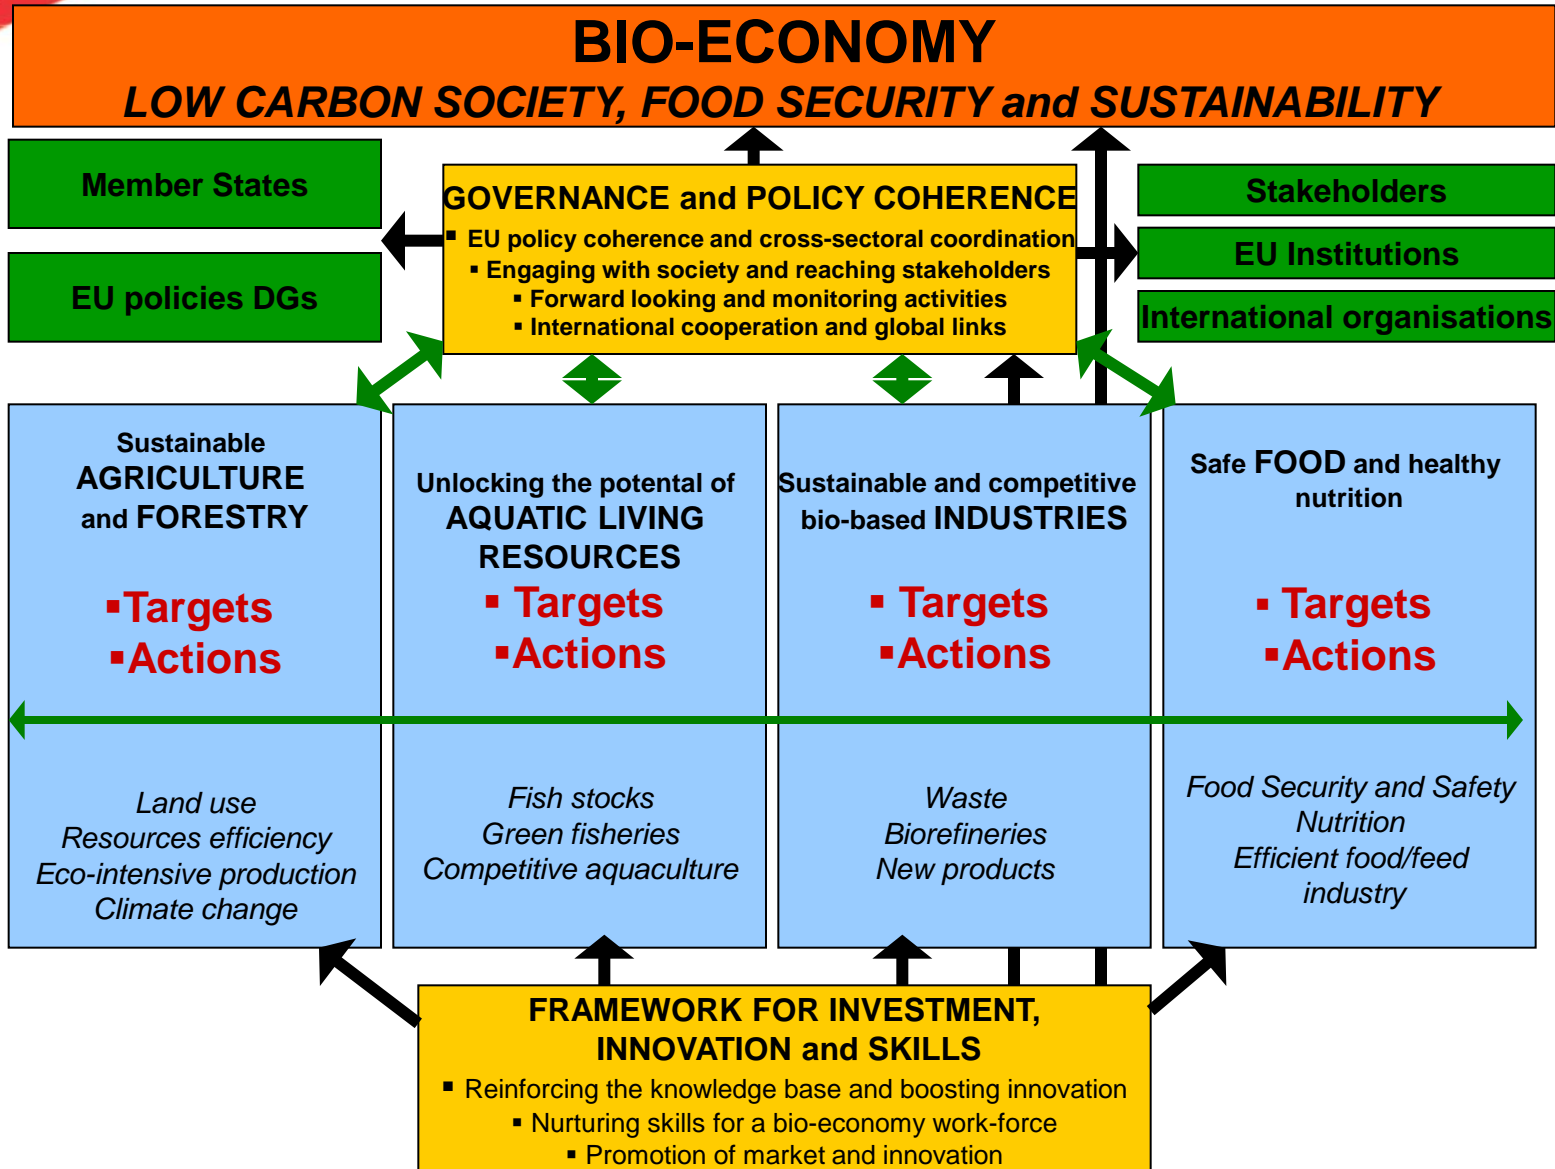 BIO-ECONOMY
LOW CARBON SOCIETY, FOOD SECURITY and SUSTAINABILITY
Member States
EU policies DGs
GOVERNANCE and POLICY COHERENCE
▪ EU policy coherence and cross-sectoral coordination
▪ Engaging with society and reaching stakeholders
▪ Forward looking and monitoring activities
▪ International cooperation and global links
Stakeholders
EU Institutions
International organisations
Sustainable
AGRICULTURE
and FORESTRY
▪Targets
▪Actions
Land use
Resources efficiency
Eco-intensive production
Climate change
Unlocking the potental of
AQUATIC LIVING
RESOURCES
▪ Targets
▪Actions
Fish stocks
Green fisheries
Competitive aquaculture
Sustainable and competitive
bio-based INDUSTRIES
▪ Targets
▪Actions
Waste
Biorefineries
New products
Safe FOOD and healthy
nutrition
▪ Targets
▪Actions
Food Security and Safety
Nutrition
Efficient food/feed
industry
FRAMEWORK FOR INVESTMENT,
INNOVATION and SKILLS
▪ Reinforcing the knowledge base and boosting innovation
▪ Nurturing skills for a bio-economy work-force
▪ Promotion of market and innovation